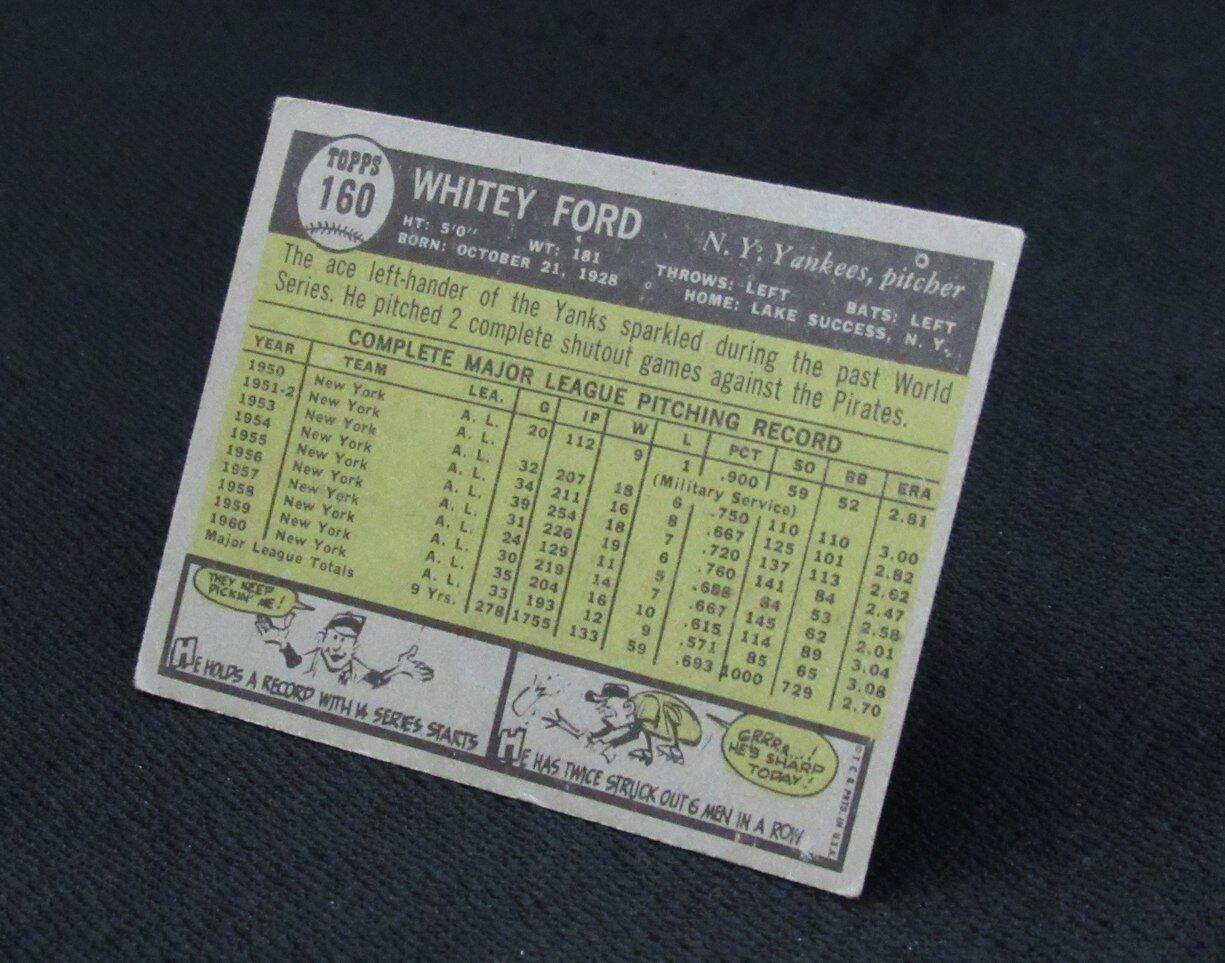 TOPPS
160
WHITEY FORD
N. Y. Yankees, pitcher
HT: 5'0" WT: 181 THROWS: LEFT BATS: LEFT
BORN: OCTOBER 21, 1928 HOME: LAKE SUCCESS, N. Y.
The ace left-hander of the Yanks sparkled during the past World
Series. He pitched 2 complete shutout games against the Pirates.
COMPLETE MAJOR LEAGUE PITCHING RECORD
YEAR TEAM LEA. G IP W L PCT SO BB ERA
1950 New York A. L. 20 112 9 1 .900 59 52 2.81
1951-2 New York A. L. (Military Service)
1953 New York A. L. 32 207 18 6 .750 110 110 3.00
1954 New York A. L. 34 211 16 8 .667 125 101 2.82
1955 New York A. L. 39 254 18 7 .720 137 113 2.62
1956 New York A. L. 31 226 19 6 .760 141 84 2.47
1957 New York A. L. 24 129 11 5 .688 84 53 2.58
1958 New York A. L. 30 219 14 7 .667 145 62 2.01
1959 New York A. L. 35 204 16 10 .615 114 89 3.04
1960 New York A. L. 33 193 12 9 .571 85 65 3.08
Major League Totals 9 Yrs. 278 1755 133 59 .693 1000 729 2.70
THEY KEEP
PICKIN' ME!
HE HOLDS A RECORD WITH 14 SERIES STARTS
GRRR...!
HE'S SHARP
TODAY!
HE HAS TWICE STRUCK OUT 6 MEN IN A ROW
© T.C.G. PRTD. IN U.S.A.